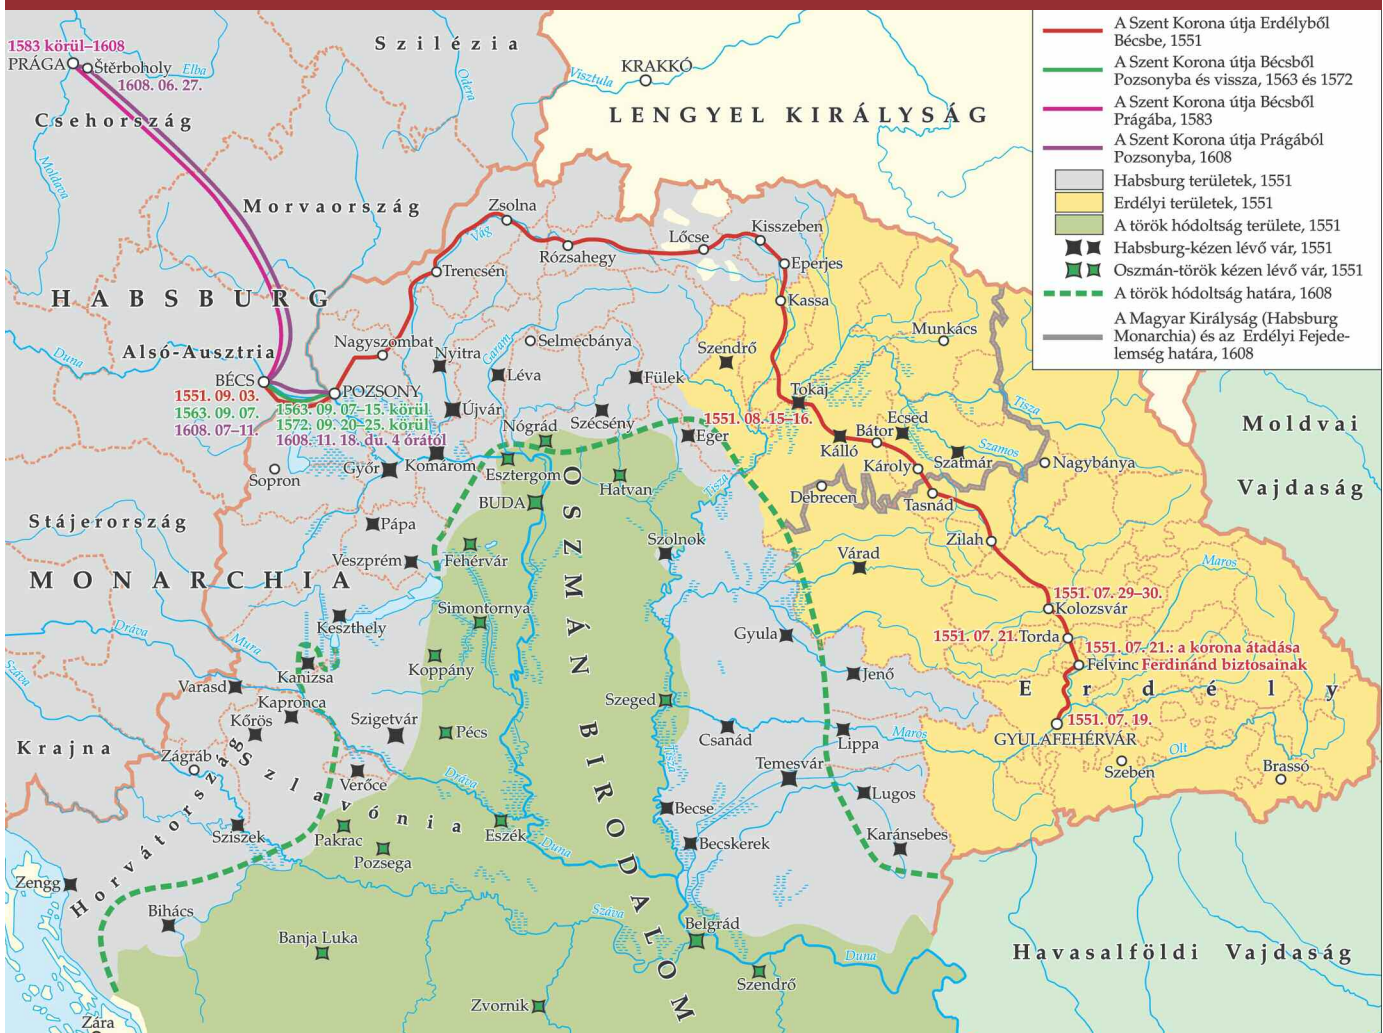 A Szent Korona útja Erdélyből
Bécsbe, 1551
A Szent Korona útja Bécsből
Pozsonyba és vissza, 1563 és 1572
A Szent Korona útja Bécsből
Prágába, 1583
A Szent Korona útja Prágából
Pozsonyba, 1608
Habsburg területek, 1551
Erdélyi területek, 1551
A török hódoltság területe, 1551
Habsburg-kézen lévő vár, 1551
Oszmán-török kézen lévő vár, 1551
A török hódoltság határa, 1608
A Magyar Királyság (Habsburg
Monarchia) és az Erdélyi Fejede-
lemség határa, 1608
1583 körül–1608
PRÁGA
Štěrboholy
1608. 06. 27.
Elba
Szilézia
Odera
Visztula
KRAKKÓ
LENGYEL KIRÁLYSÁG
Csehország
Moldava
Morvaország
Zsolna
Vág
Rózsahegy
Lőcse
Kisszeben
Eperjes
Trencsén
Kassa
HABSBURG
Duna
Alsó-Ausztria
Nagyszombat
Nyitra
Garam
Selmecbánya
Szendrő
Munkács
BÉCS
1551. 09. 03.
1563. 09. 07.
1608. 07–11.
POZSONY
1563. 09. 07–15. körül
1572. 09. 20–25. körül
1608. 11. 18. du. 4 órától
Léva
Fülek
Tokaj
1551. 08. 15–16.
Újvár
Szécsény
Nógrád
Eger
Kálló
Bátor
Ecsed
Tisza
Moldvai
Vajdaság
Sopron
Győr
Komárom
Esztergom
BUDA
Hatvan
Tisza
Károly
Szatmár
Szamos
Nagybánya
Debrecen
Tasnád
Stájerország
Pápa
Veszprém
Fehérvár
Szolnok
Zilah
Várad
Maros
MONARCHIA
OSZMÁN BIRODALOM
Simontornya
Keszthely
1551. 07. 29–30.
Kolozsvár
Dráva
Mura
Gyula
1551. 07. 21.
Torda
1551. 07. 21.: a korona átadása
Felvinc
Ferdinánd biztosainak
Száva
Kanizsa
Koppány
Jenő
Erdély
Varasd
Kapronca
Kőrös
Szigetvár
Pécs
Szeged
Csanád
Lippa
Maros
1551. 07. 19.
GYULAFEHÉRVÁR
Krajna
Zágráb
Horvátország
Szlavónia
Verőce
Dráva
Tisza
Temesvár
Lugos
Szeben
Olt
Brassó
Sziszek
Pakrac
Pozsega
Eszék
Duna
Becse
Becskerek
Karánsebes
Zengg
Bihács
Száva
Banja Luka
Belgrád
Duna
Szendrő
Zvornik
Zára
Havasalföldi Vajdaság